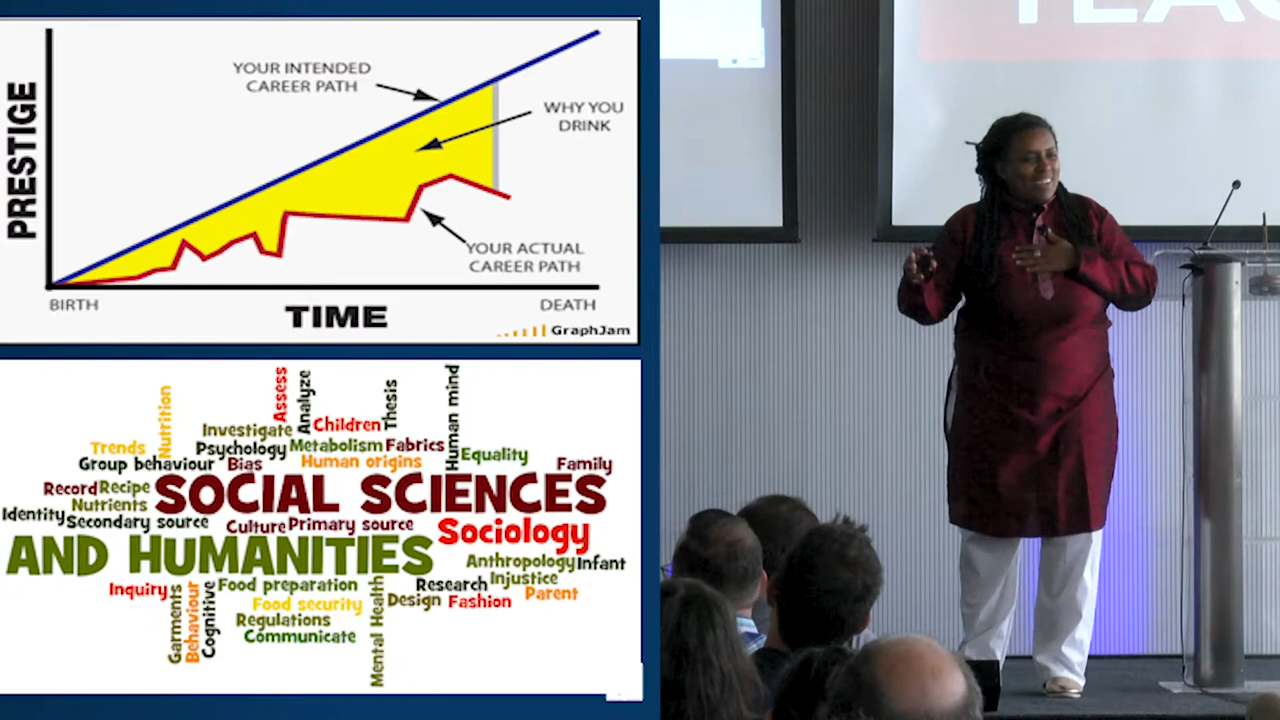 PRESTIGE
YOUR INTENDED
CAREER PATH
WHY YOU
DRINK
YOUR ACTUAL
CAREER PATH
BIRTH
TIME
DEATH
GraphJam
Nutrition
Assess
Analyze
Thesis
Human mind
Investigate
Children
Trends
Psychology
Metabolism
Fabrics
Equality
Group behaviour
Bias
Human origins
Family
Record
Recipe
SOCIAL SCIENCES
Nutrients
Identity
Secondary source
Culture
Primary source
Sociology
AND HUMANITIES
Anthropology
Infant
Inquiry
Garments
Behaviour
Cognitive
Food preparation
Mental Health
Research
Injustice
Food security
Design
Fashion
Parent
Regulations
Communicate